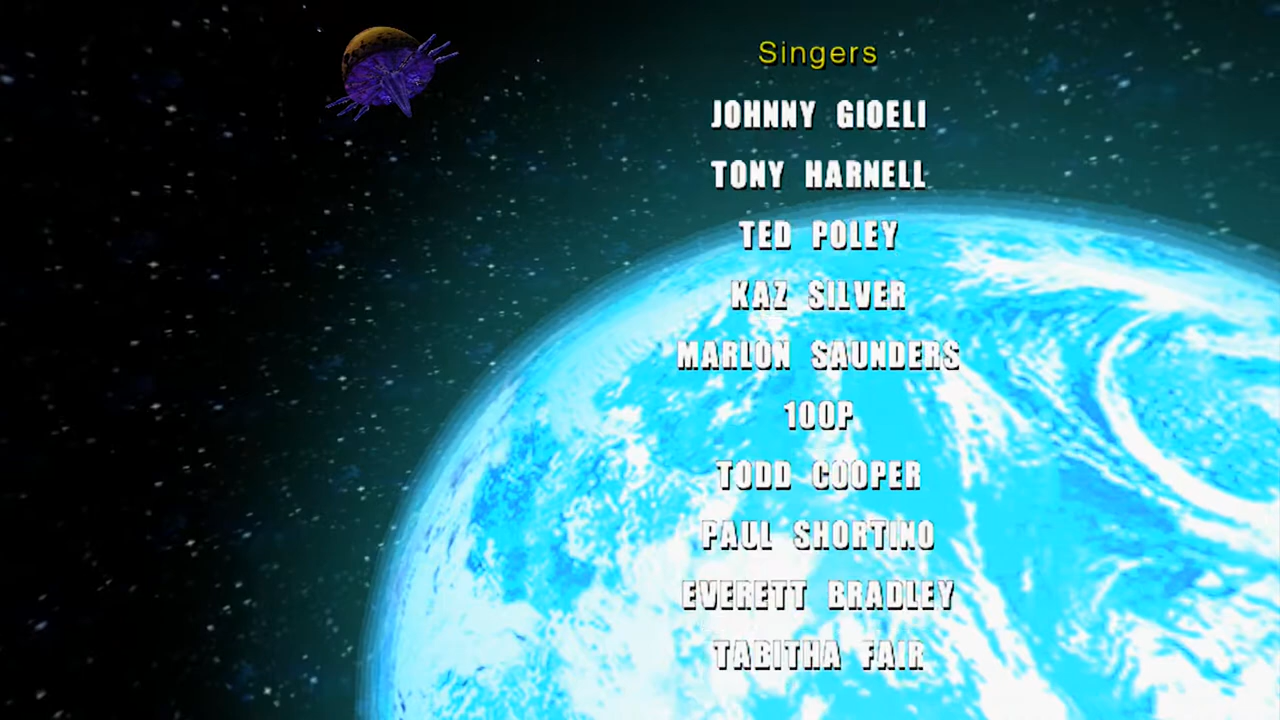 Singers
JOHNNY GIOELI
TONY HARNELL
TED POLEY
KAZ SILVER
MARLON SAUNDERS
100P
TODD COOPER
PAUL SHORTINO
EVERETT BRADLEY
TABITHA FAIR